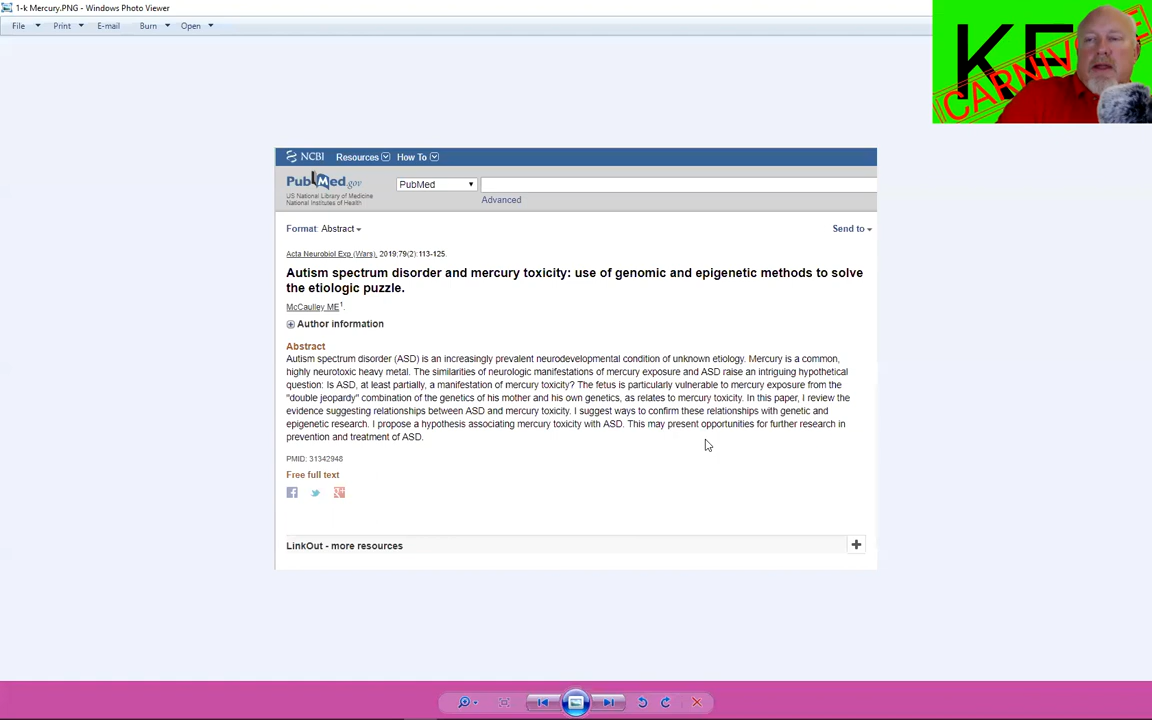 1-k Mercury.PNG - Windows Photo Viewer
File Print E-mail Burn Open
CARNIVORE
NCBI Resources How To
PubMed.gov
US National Library of Medicine
National Institutes of Health
PubMed
Advanced
Format: Abstract
Send to
Acta Neurobiol Exp (Wars). 2019;79(2):113-125.
Autism spectrum disorder and mercury toxicity: use of genomic and epigenetic methods to solve
the etiologic puzzle.
McCaulley ME1.
Author information
Abstract
Autism spectrum disorder (ASD) is an increasingly prevalent neurodevelopmental condition of unknown etiology. Mercury is a common,
highly neurotoxic heavy metal. The similarities of neurologic manifestations of mercury exposure and ASD raise an intriguing hypothetical
question: Is ASD, at least partially, a manifestation of mercury toxicity? The fetus is particularly vulnerable to mercury exposure from the
"double jeopardy" combination of the genetics of his mother and his own genetics, as relates to mercury toxicity. In this paper, I review the
evidence suggesting relationships between ASD and mercury toxicity. I suggest ways to confirm these relationships with genetic and
epigenetic research. I propose a hypothesis associating mercury toxicity with ASD. This may present opportunities for further research in
prevention and treatment of ASD.
PMID: 31342948
Free full text
LinkOut - more resources